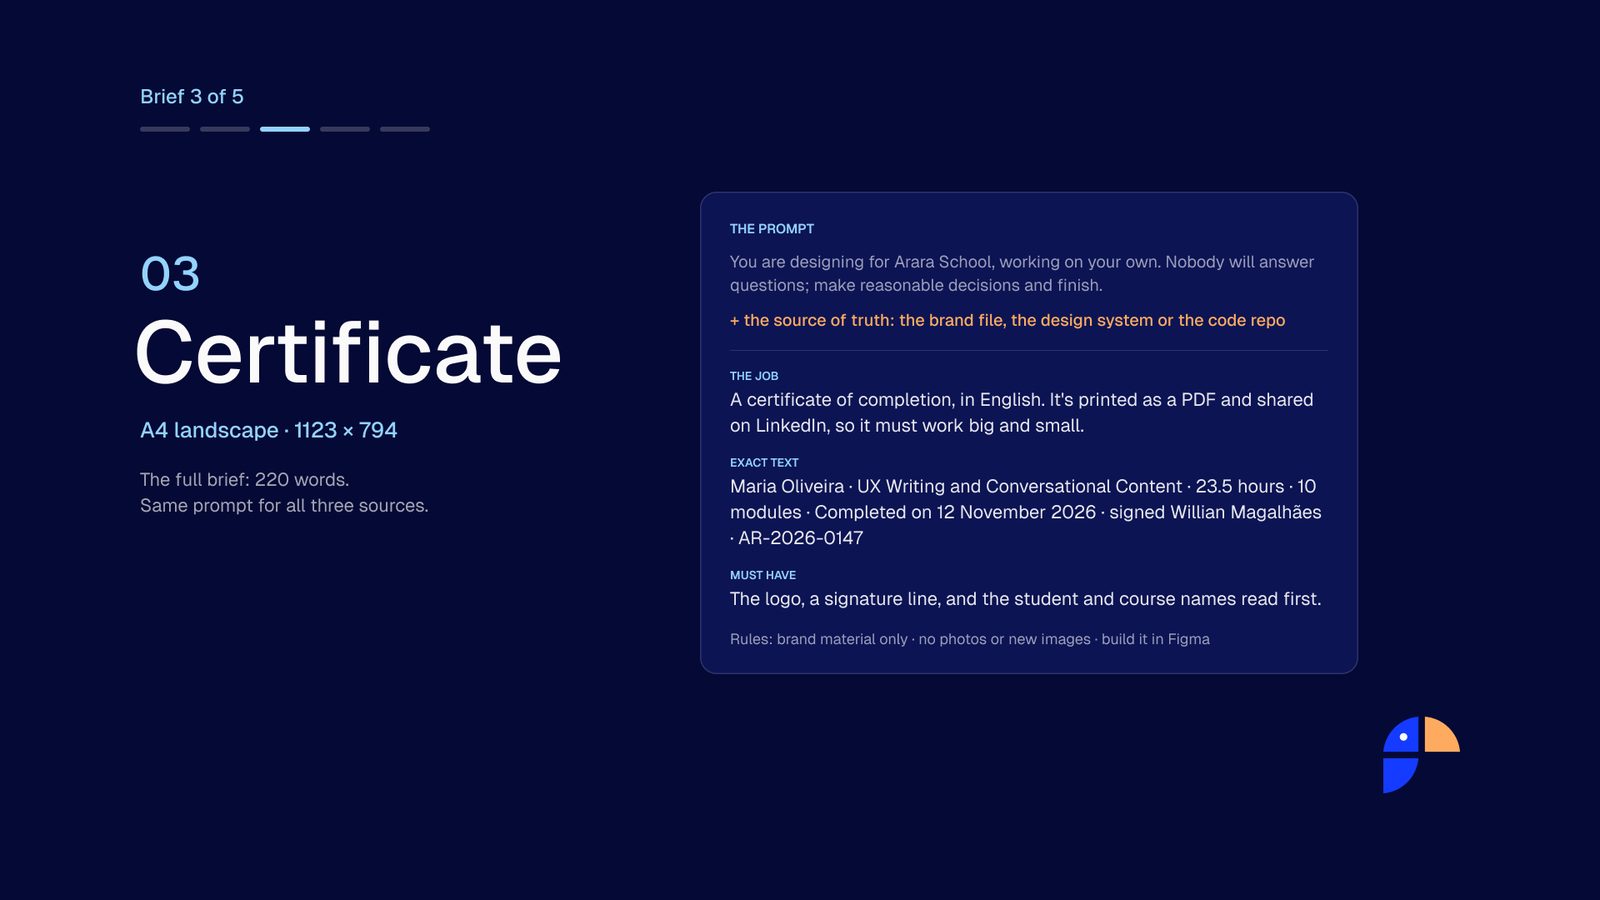 Brief 3 of 5
03
Certificate
A4 landscape · 1123 × 794
The full brief: 220 words.
Same prompt for all three sources.
THE PROMPT
You are designing for Arara School, working on your own. Nobody will answer
questions; make reasonable decisions and finish.
+ the source of truth: the brand file, the design system or the code repo
THE JOB
A certificate of completion, in English. It's printed as a PDF and shared
on LinkedIn, so it must work big and small.
EXACT TEXT
Maria Oliveira · UX Writing and Conversational Content · 23.5 hours · 10
modules · Completed on 12 November 2026 · signed Willian Magalhães
· AR-2026-0147
MUST HAVE
The logo, a signature line, and the student and course names read first.
Rules: brand material only · no photos or new images · build it in Figma